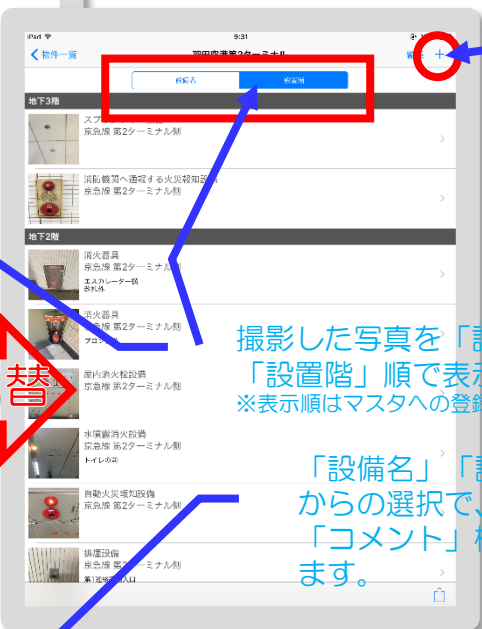 iPad
9:31
物件一覧
羽田空港第2ターミナル
設備名
設置階
地下3階
京急線 第2ターミナル側
消防機関へ通報する火災報知設
京急線 第2ターミナル側
地下2階
消火器具
京急線 第2ターミナル側
エスカレーター横
改札外
消火器具
京急線 第2ターミナル側
屋内消火栓設備
京急線 第2ターミナル側
水噴霧消火設備
京急線 第2ターミナル側
トイレの前
自動火災報知設備
京急線 第2ターミナル側
排煙設備
京急線 第2ターミナル側
替
撮影した写真を「設
「設置階」順で表示
※表示順はマスタへの登録
「設備名」「設
からの選択で、
「コメント」
ます。